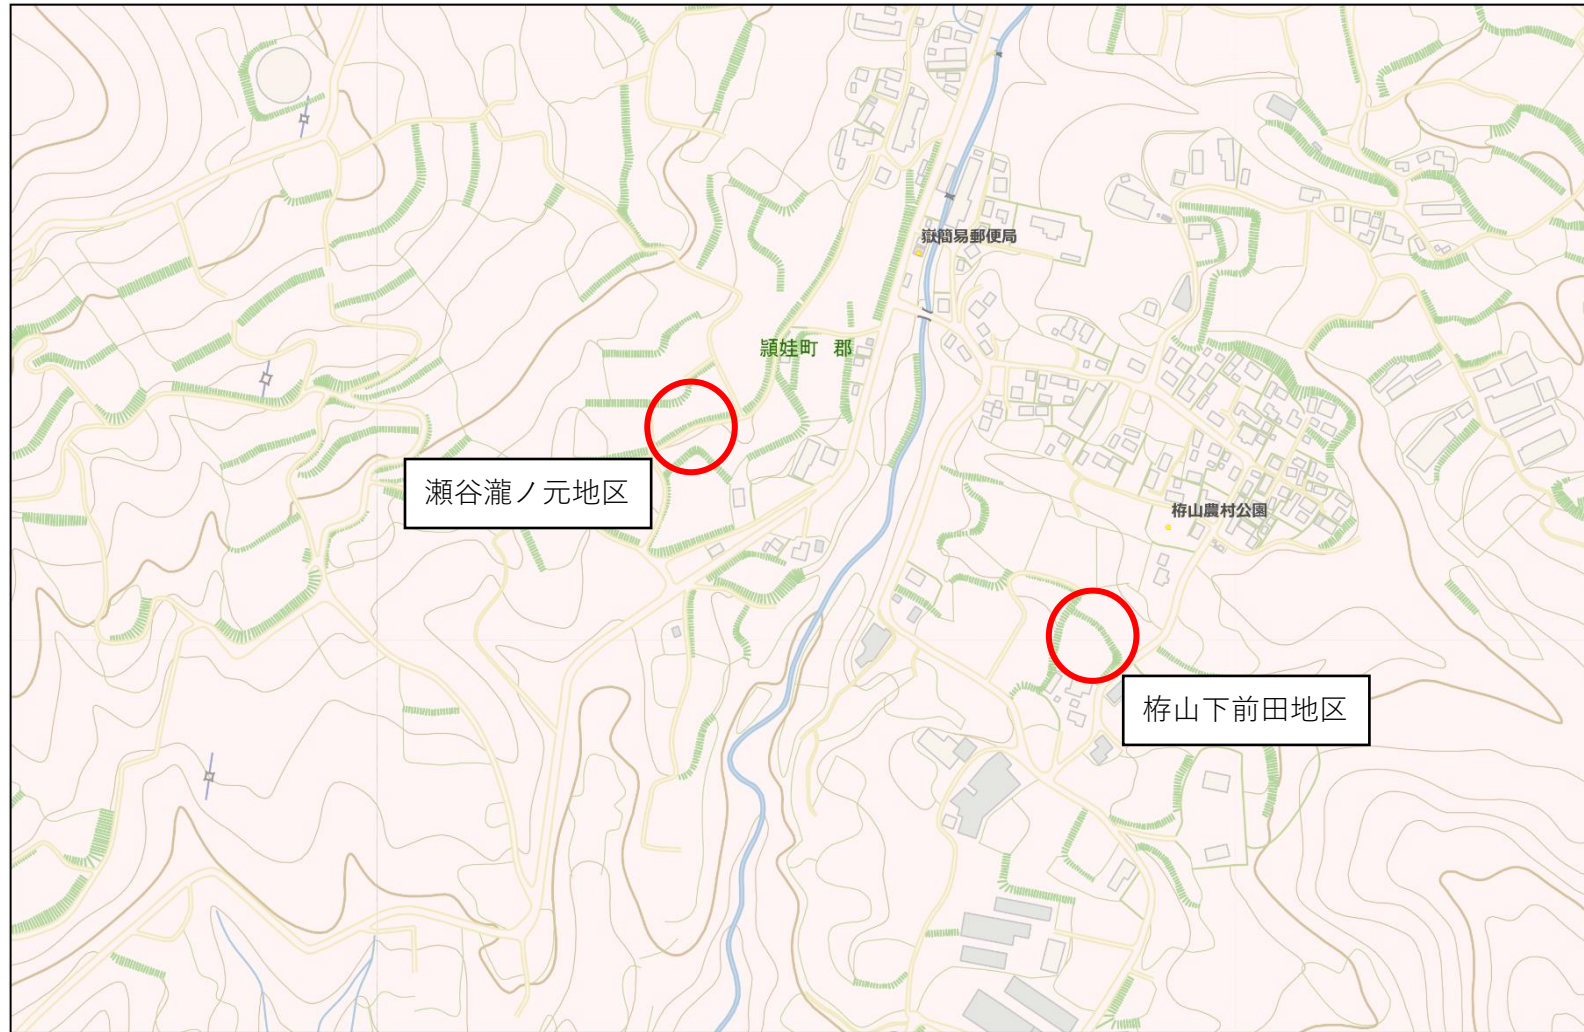 嶽簡易郵便局
頴娃町 郡
瀬谷瀧ノ元地区
栫山農村公園
栫山下前田地区